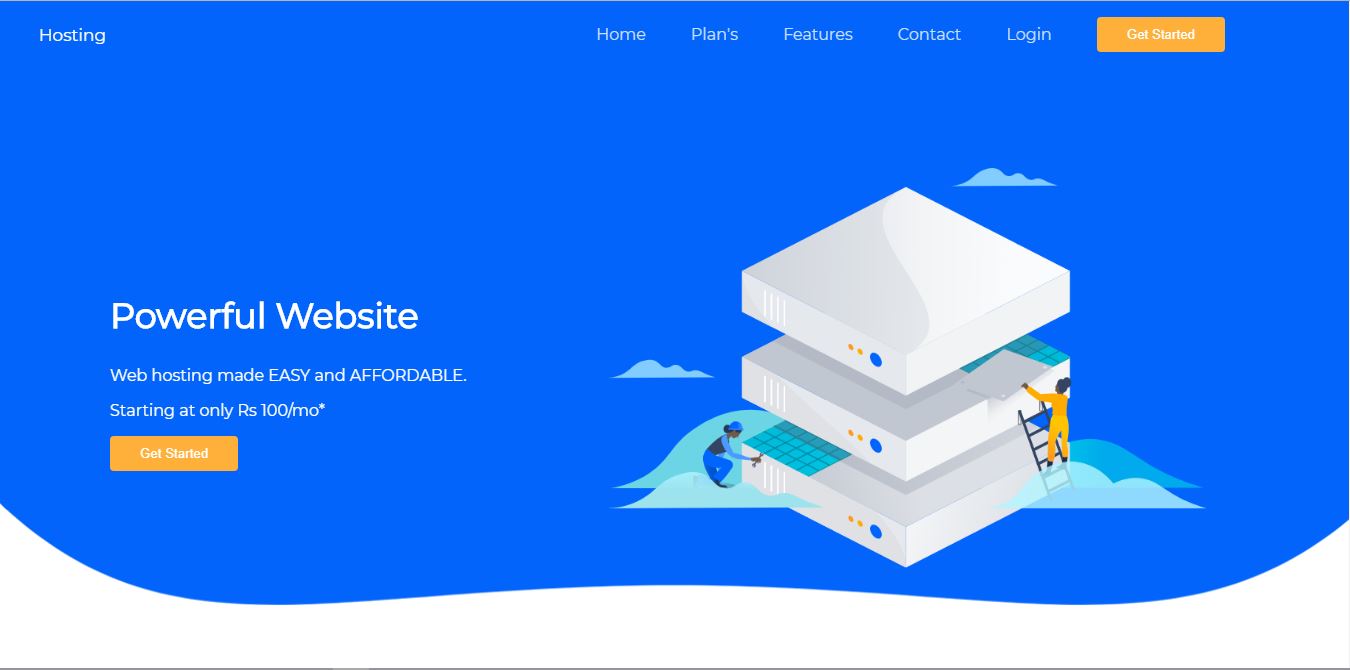 Hosting
Home Plan's Features Contact Login Get Started
Powerful Website
Web hosting made EASY and AFFORDABLE.
Starting at only Rs 100/mo*
Get Started